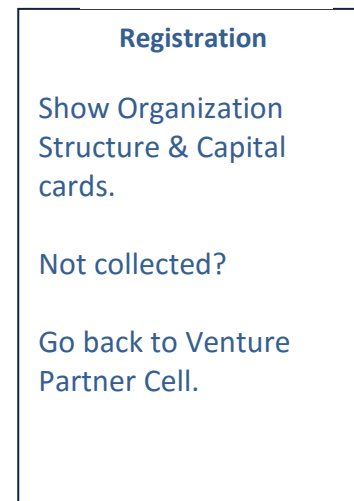 Registration
Show Organization
Structure & Capital
cards.
Not collected?
Go back to Venture
Partner Cell.